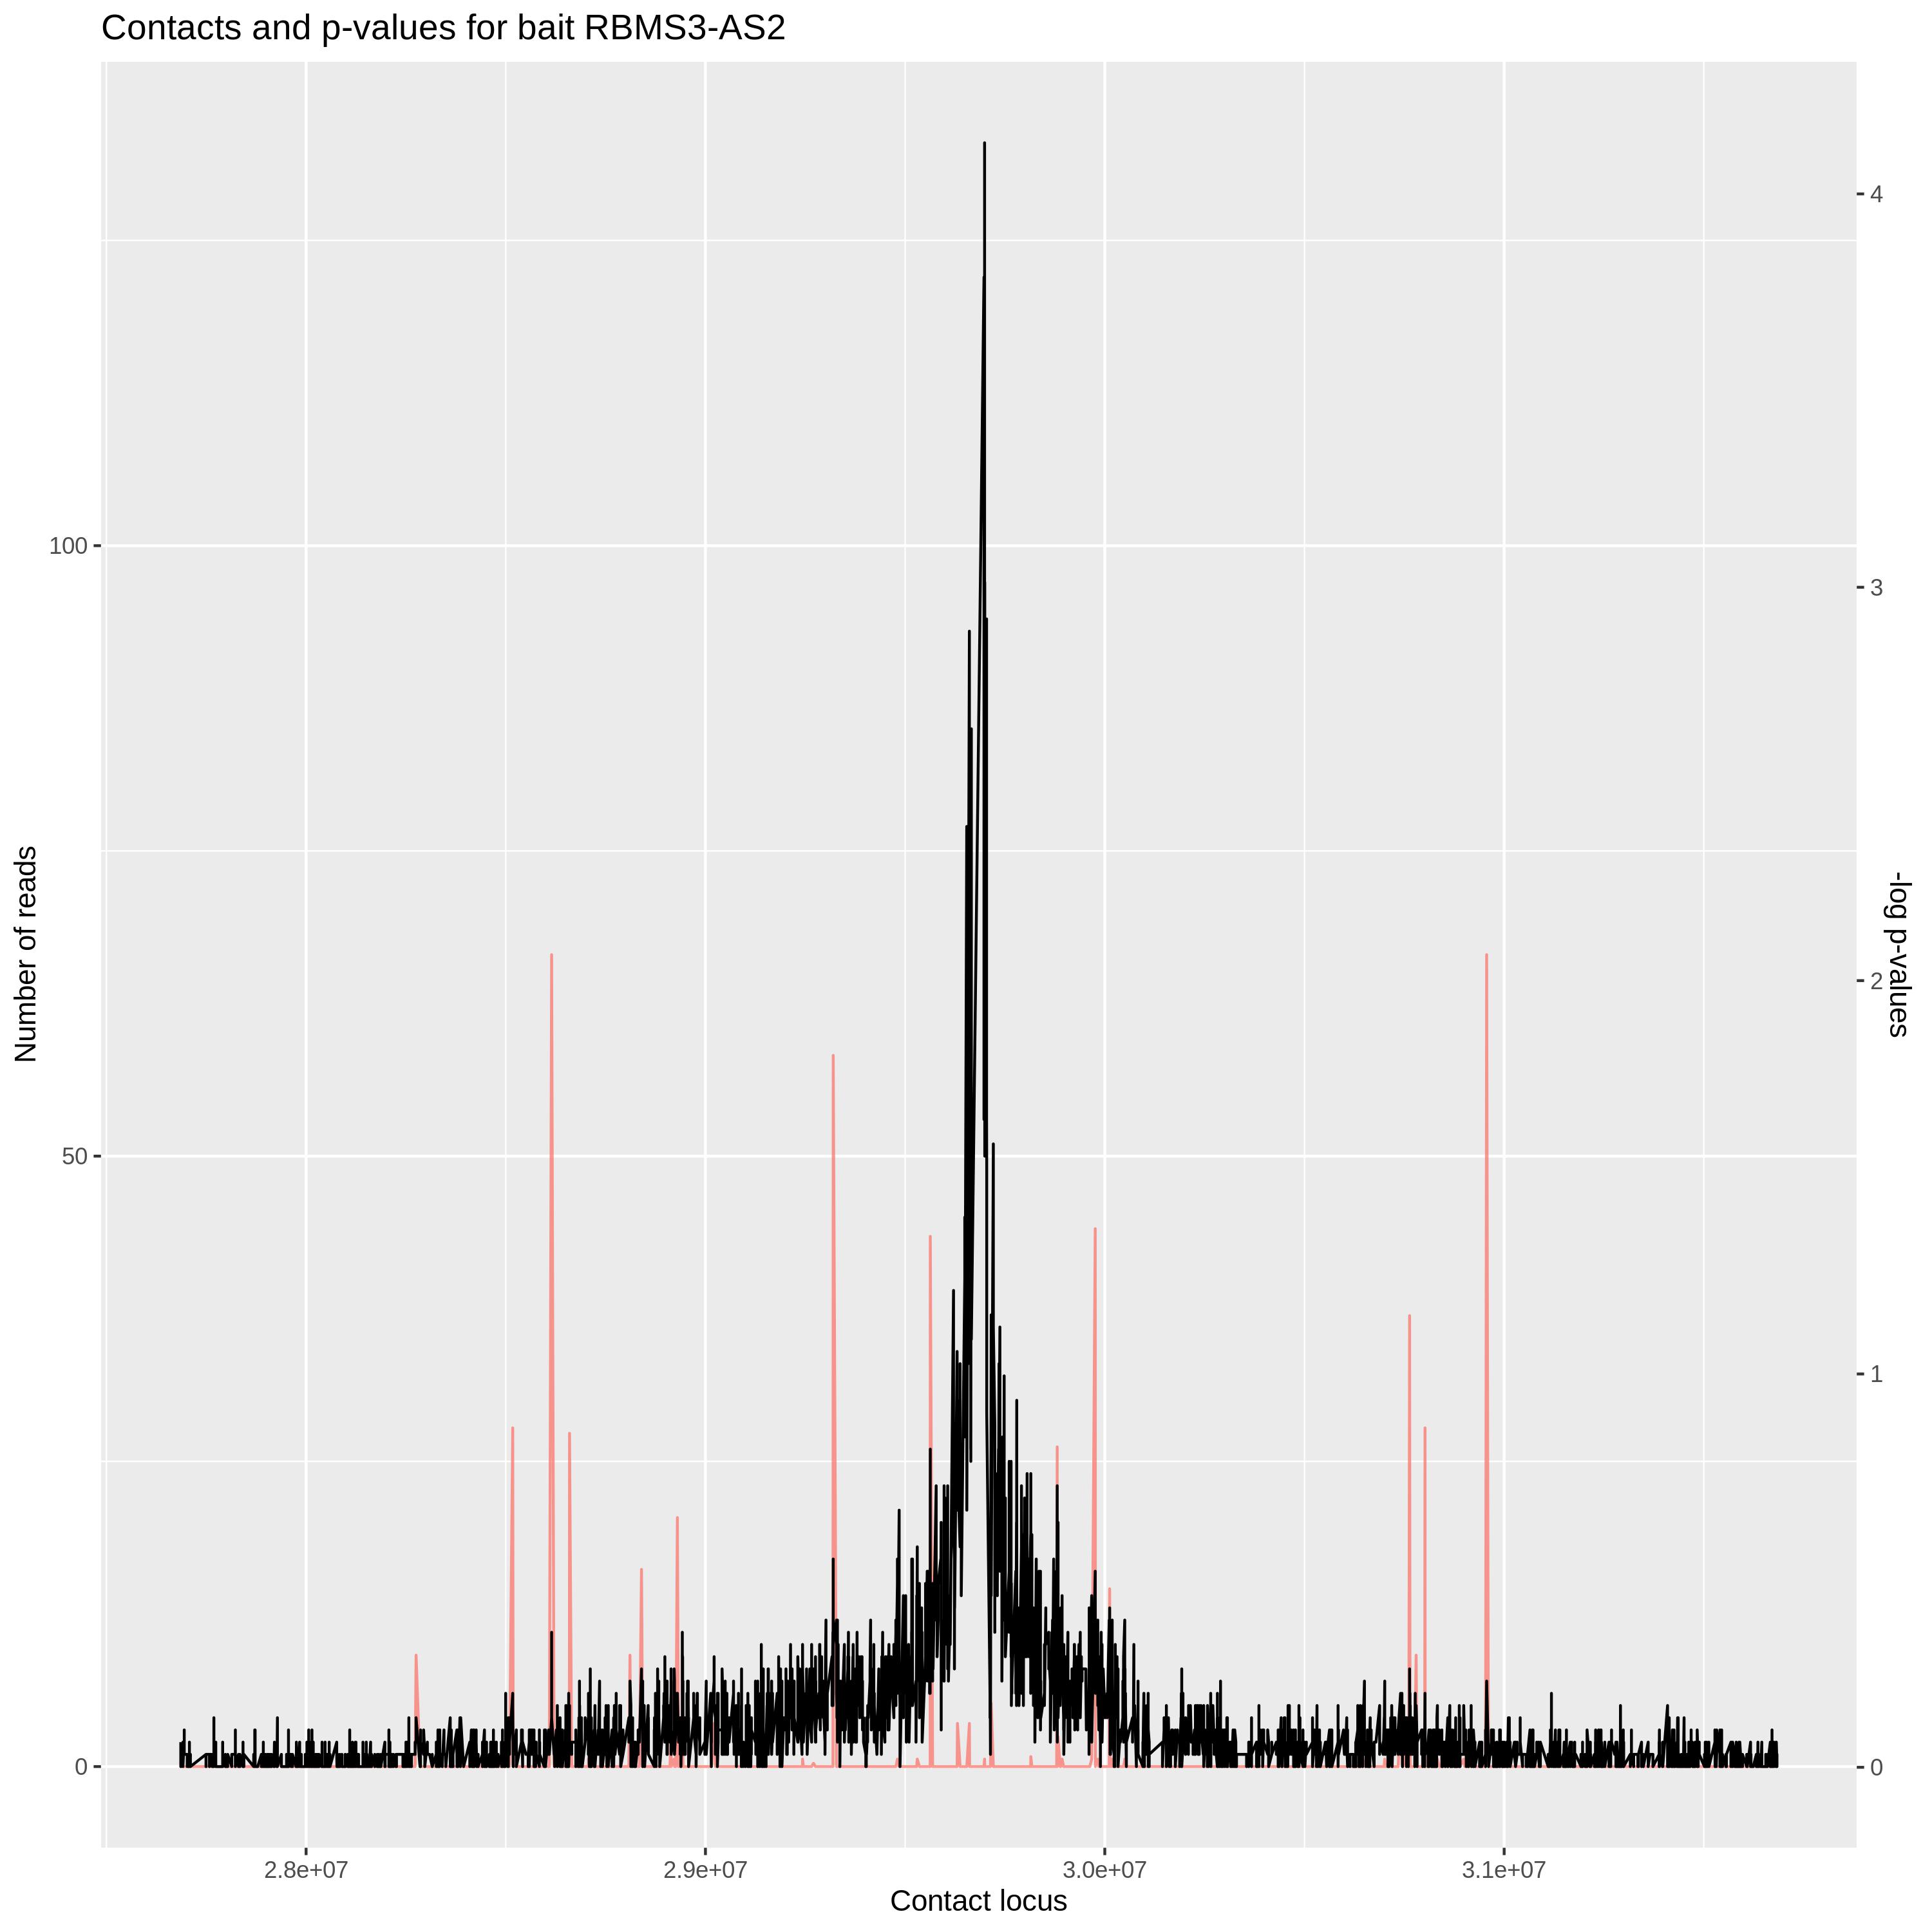 Contacts and p-values for bait RBMS3-AS2
Number of reads
100
50
0
4
3
2
1
0
-log p-values
2.8e+07 2.9e+07 3.0e+07 3.1e+07
Contact locus